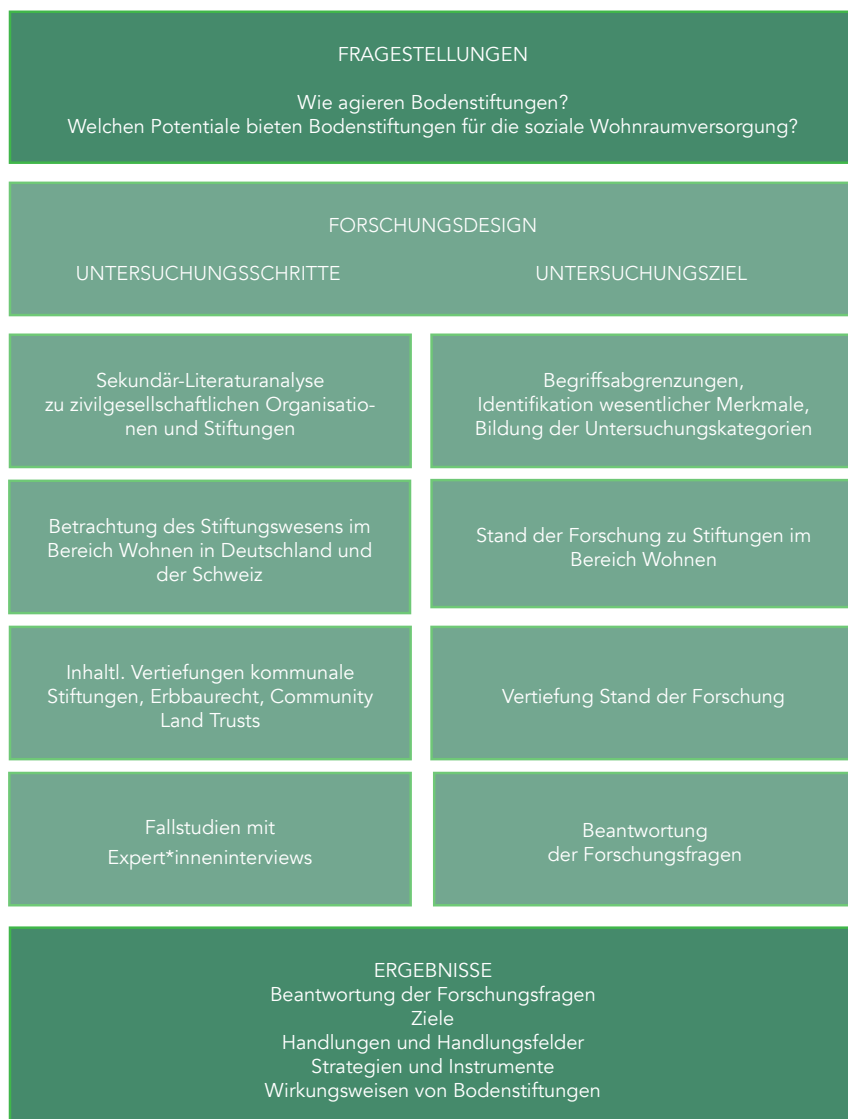 FRAGESTELLUNGEN
Wie agieren Bodenstiftungen?
Welchen Potentiale bieten Bodenstiftungen für die soziale Wohnraumversorgung?
FORSCHUNGSDESIGN
UNTERSUCHUNGSSCHRITTE
UNTERSUCHUNGSZIEL
Sekundär-Literaturanalyse
zu zivilgesellschaftlichen Organisatio-
nen und Stiftungen
Begriffsabgrenzungen,
Identifikation wesentlicher Merkmale,
Bildung der Untersuchungskategorien
Betrachtung des Stiftungswesens im
Bereich Wohnen in Deutschland und
der Schweiz
Stand der Forschung zu Stiftungen im
Bereich Wohnen
Inhaltl. Vertiefungen kommunale
Stiftungen, Erbbaurecht, Community
Land Trusts
Vertiefung Stand der Forschung
Fallstudien mit
Expert*inneninterviews
Beantwortung
der Forschungsfragen
ERGEBNISSE
Beantwortung der Forschungsfragen
Ziele
Handlungen und Handlungsfelder
Strategien und Instrumente
Wirkungsweisen von Bodenstiftungen